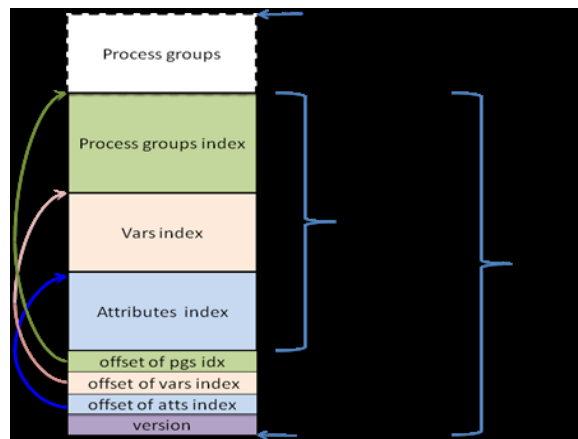 Process groups
Process groups index
Vars index
Attributes index
offset of pgs idx
offset of vars index
offset of atts index
version